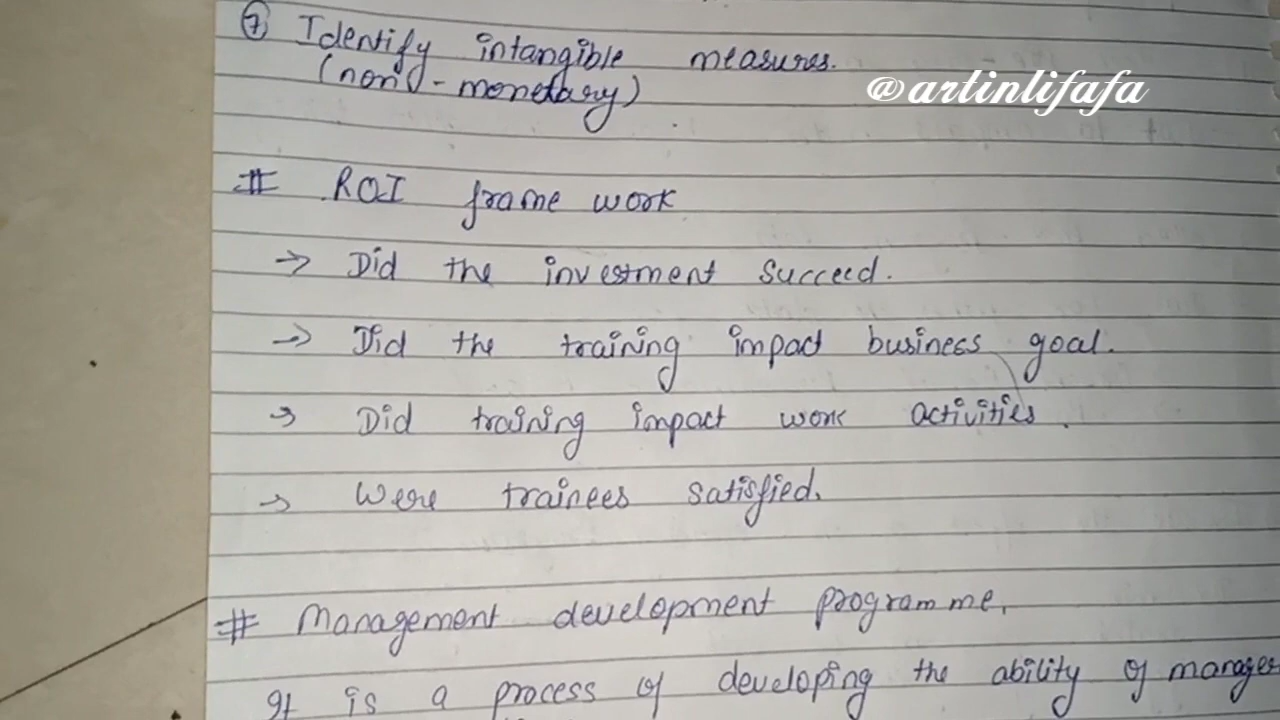 ⑦ Identify intangible measures.
(non - monetary)
@artinlifafa
# ROI frame work
→ Did the investment succeed.
→ Did the training impact business goal.
→ Did training impact work activities.
→ Were trainees satisfied.
# Management development programme.
It is a process of developing the ability of manager